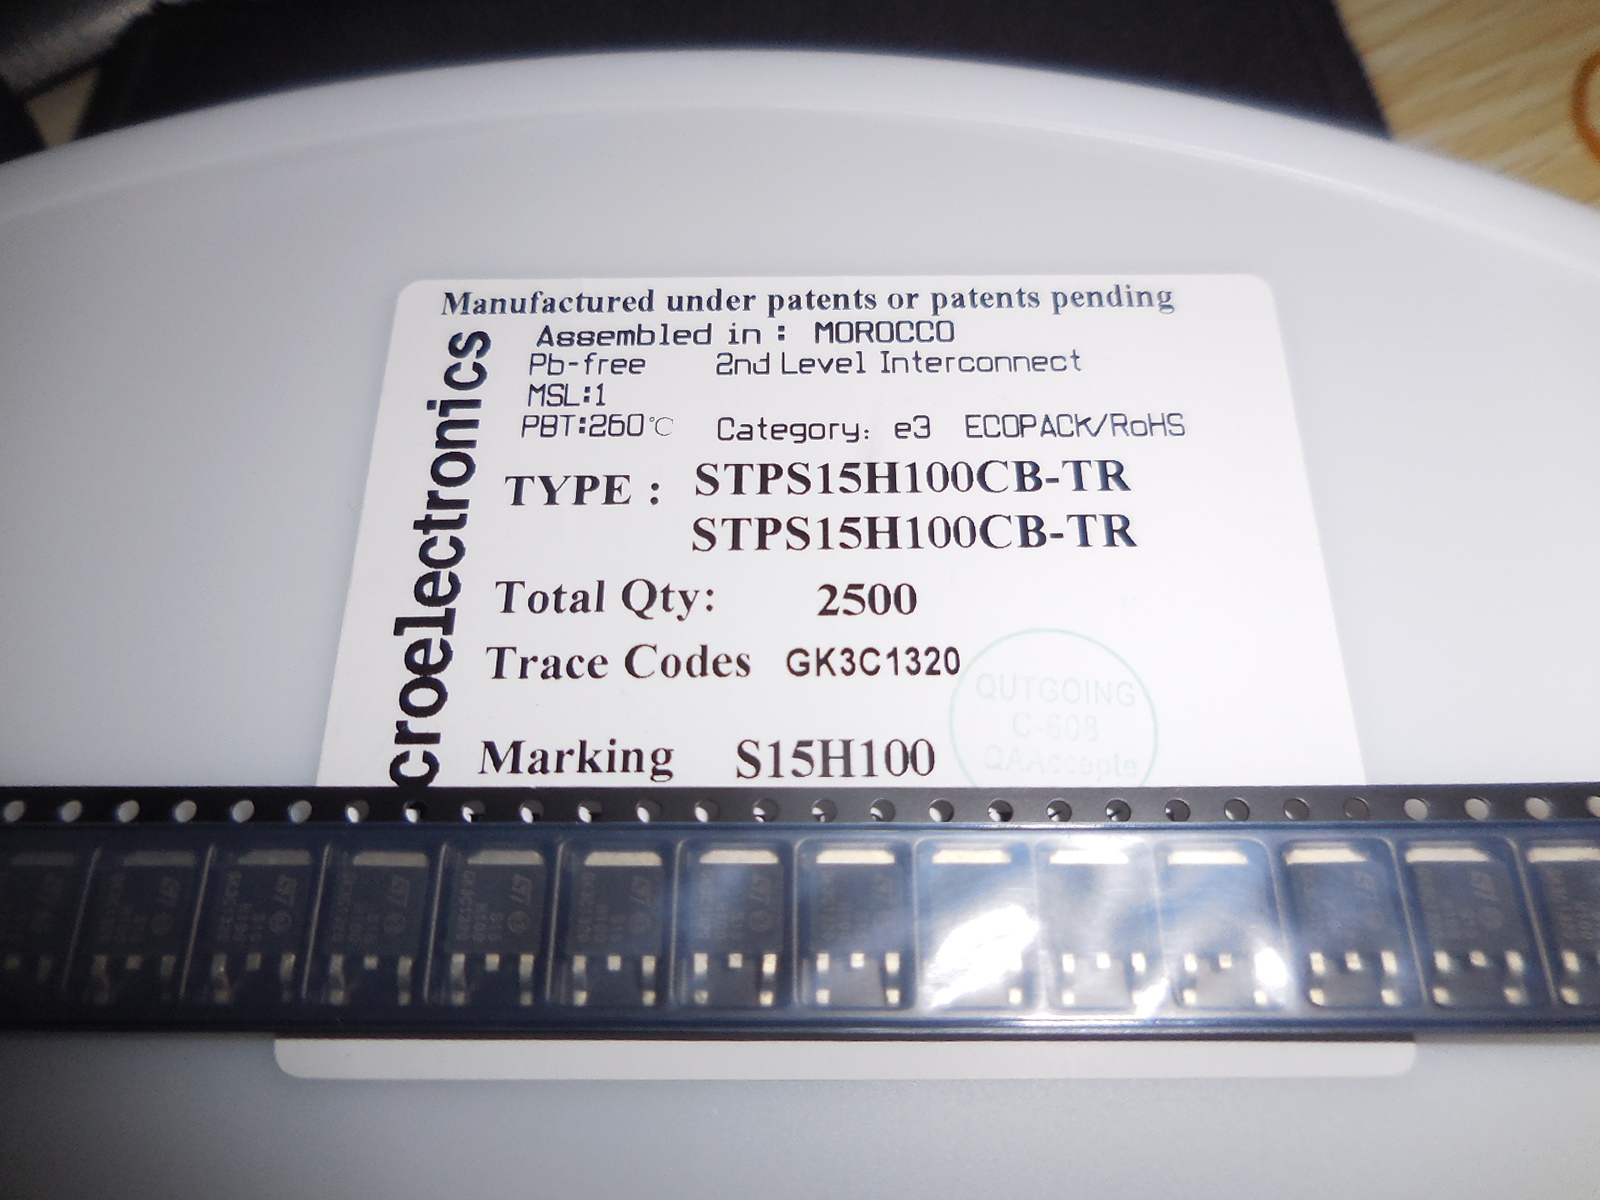 Manufactured under patents or patents pending
croelectronics
Assembled in : MOROCCO
Pb-free 2nd Level Interconnect
MSL:1
PBT:260℃ Category: e3 ECOPACK/RoHS
TYPE : STPS15H100CB-TR
STPS15H100CB-TR
Total Qty: 2500
Trace Codes GK3C1320
QUTGOING
C-608
QAAccepte
Marking S15H100